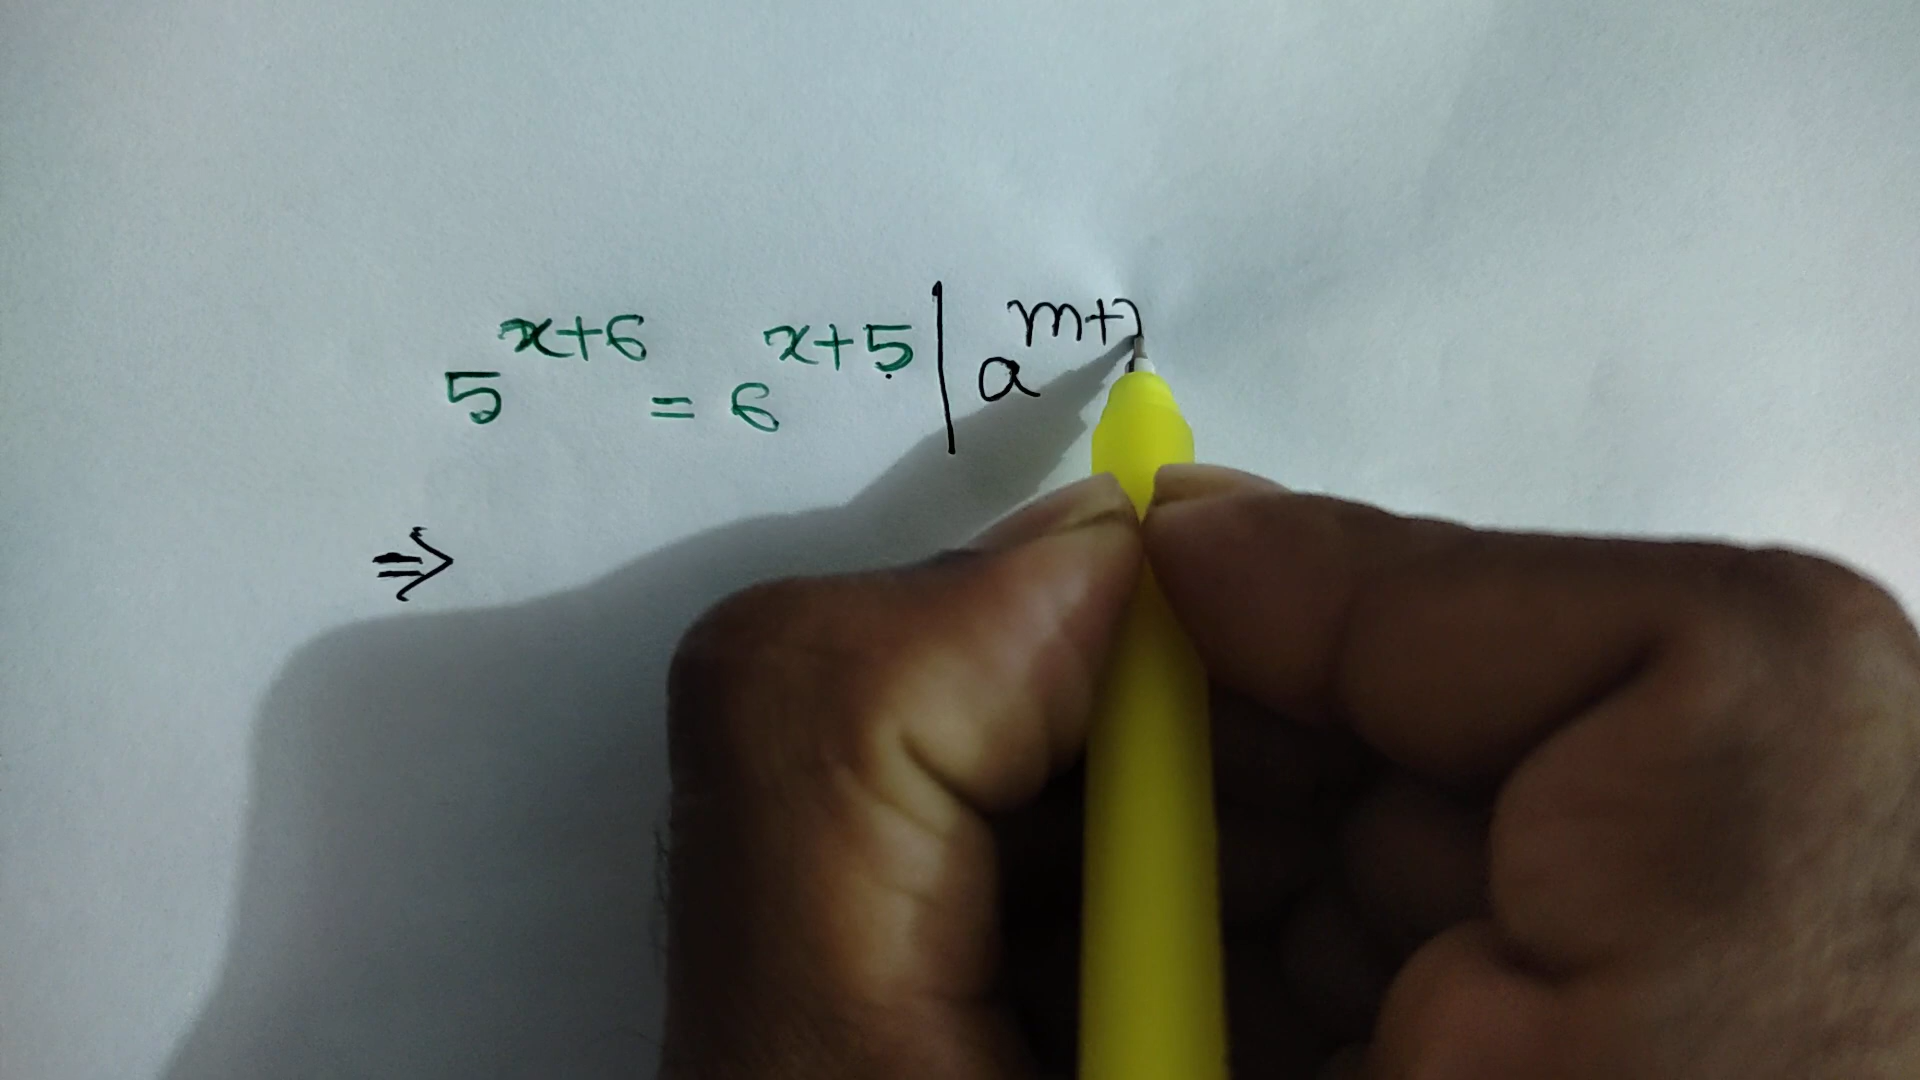 5^{x+6} = 6^{x+5} | a^{m+n
⇒